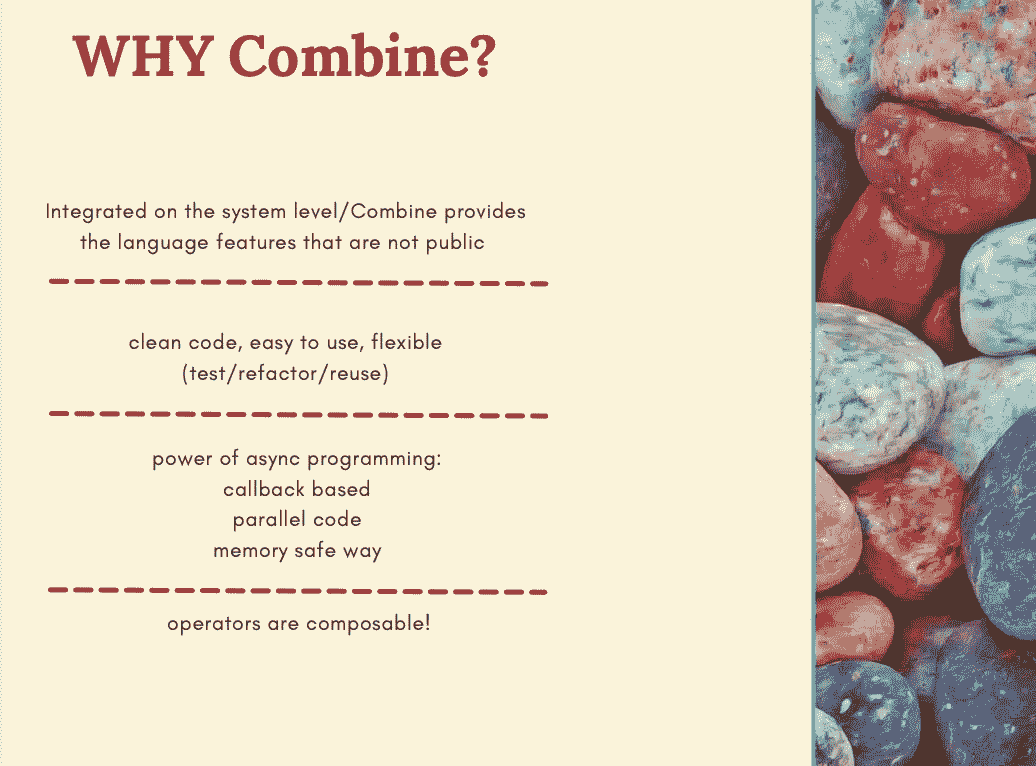 WHY Combine?
Integrated on the system level/Combine provides
the language features that are not public
clean code, easy to use, flexible
(test/refactor/reuse)
power of async programming:
callback based
parallel code
memory safe way
operators are composable!